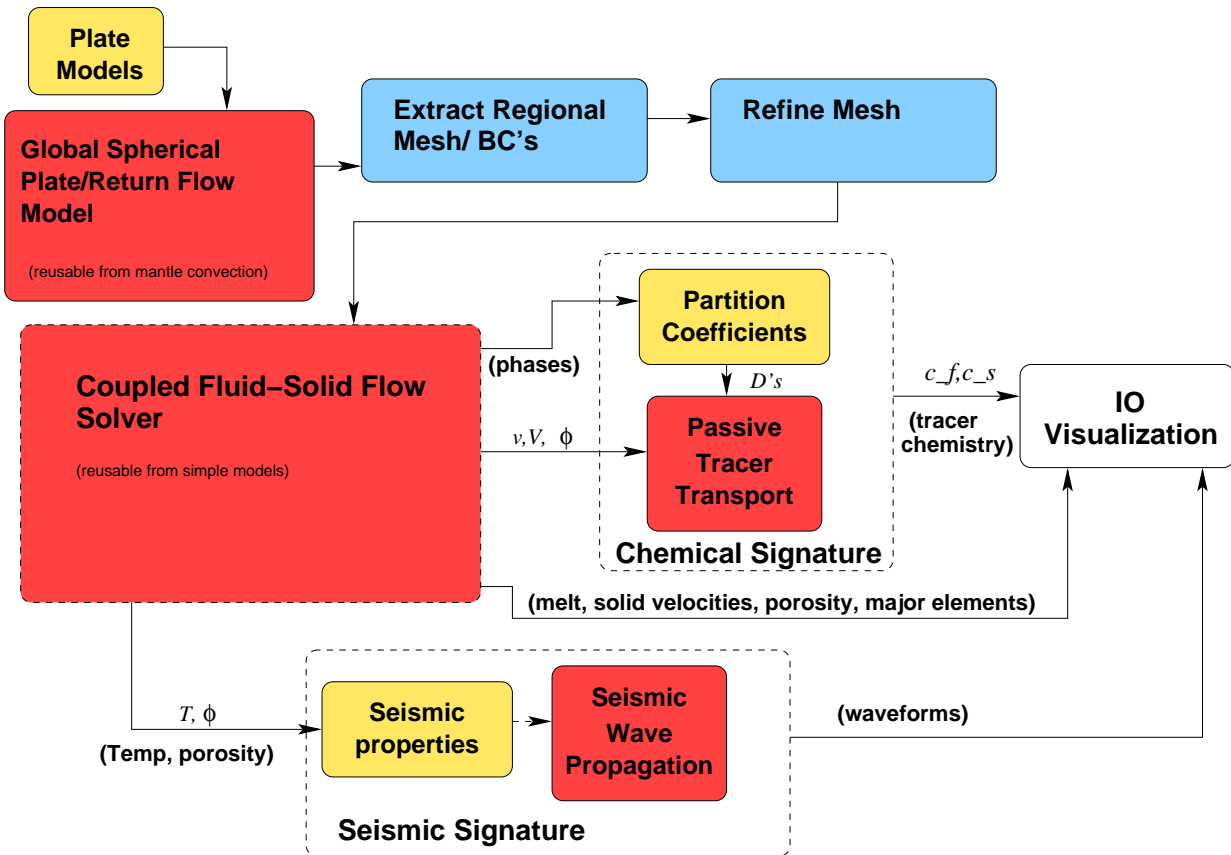 Plate
Models
Global Spherical
Plate/Return Flow
Model
(reusable from mantle convection)
Extract Regional
Mesh/ BC's
Refine Mesh
Coupled Fluid–Solid Flow
Solver
(reusable from simple models)
(phases)
v,V, ϕ
Partition
Coefficients
D's
Passive
Tracer
Transport
Chemical Signature
c_f,c_s
(tracer
chemistry)
IO
Visualization
(melt, solid velocities, porosity, major elements)
T, ϕ
(Temp, porosity)
Seismic
properties
Seismic
Wave
Propagation
Seismic Signature
(waveforms)